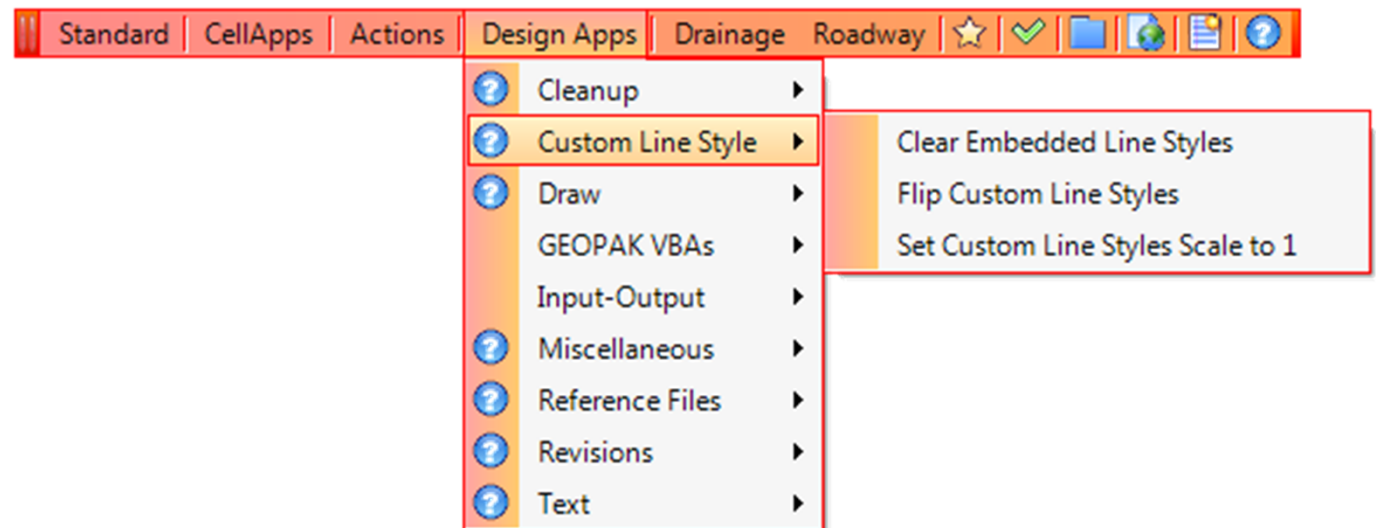 Standard CellApps Actions Design Apps Drainage Roadway
Cleanup
Custom Line Style
Clear Embedded Line Styles
Draw
Flip Custom Line Styles
GEOPAK VBAs
Set Custom Line Styles Scale to 1
Input-Output
Miscellaneous
Reference Files
Revisions
Text